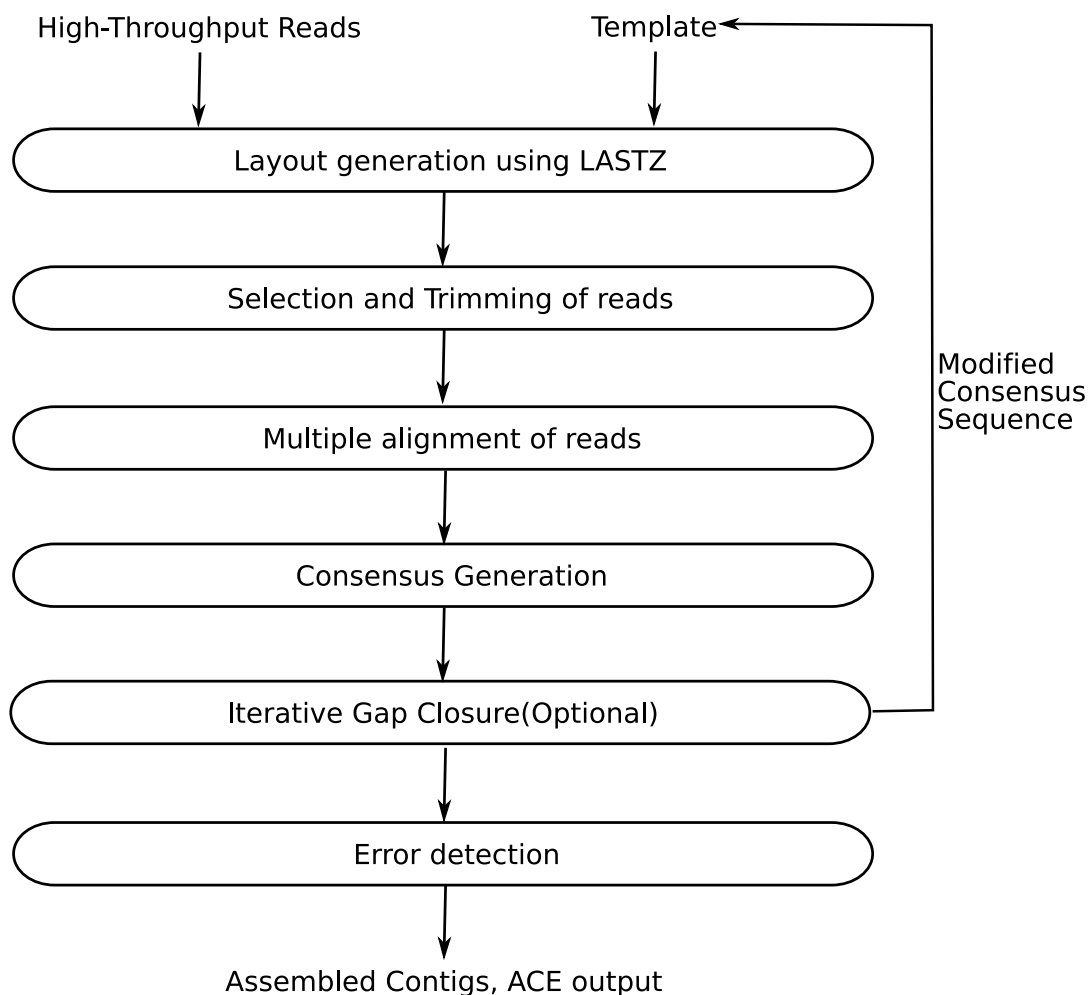 High-Throughput Reads
Template
Layout generation using LASTZ
Selection and Trimming of reads
Modified
Consensus
Sequence
Multiple alignment of reads
Consensus Generation
Iterative Gap Closure(Optional)
Error detection
Assembled Contigs, ACE output